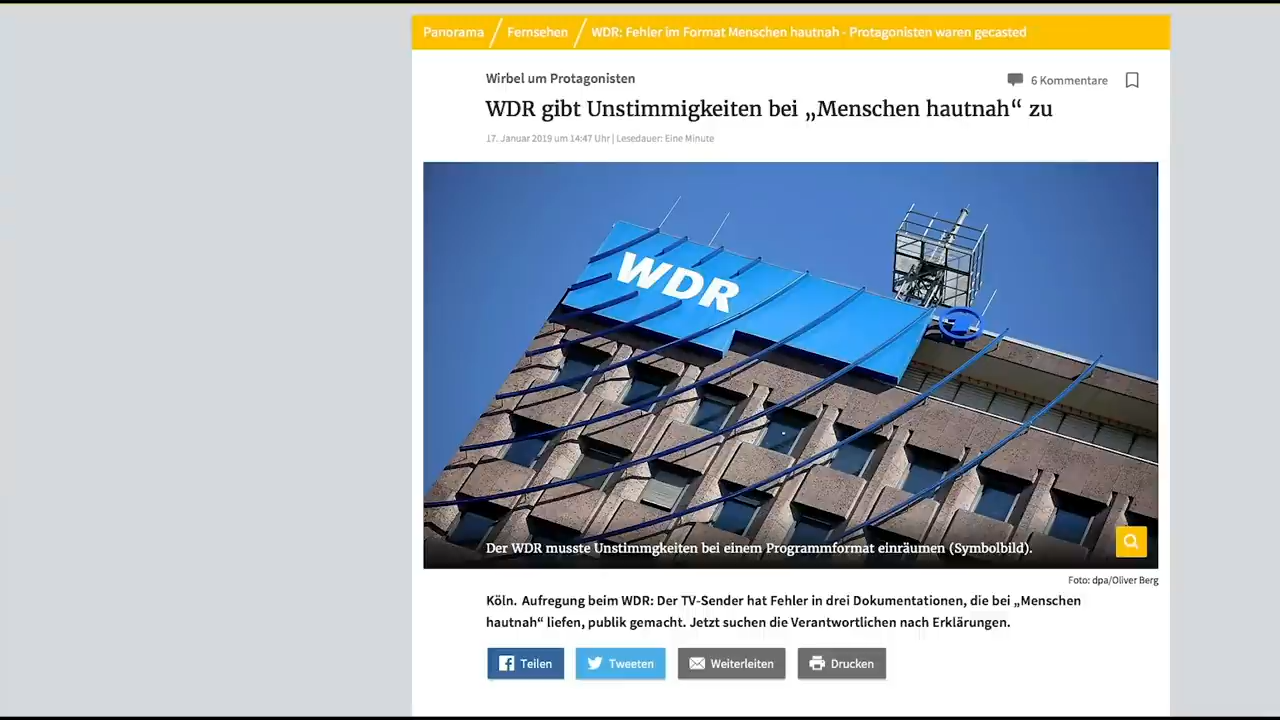 Panorama / Fernsehen / WDR: Fehler im Format Menschen hautnah - Protagonisten waren gecasted
Wirbel um Protagonisten
6 Kommentare
WDR gibt Unstimmigkeiten bei „Menschen hautnah“ zu
17. Januar 2019 um 14:47 Uhr | Lesedauer: Eine Minute
WDR
Der WDR musste Unstimmgkeiten bei einem Programmformat einräumen (Symbolbild).
Foto: dpa/Oliver Berg
Köln. Aufregung beim WDR: Der TV-Sender hat Fehler in drei Dokumentationen, die bei „Menschen
hautnah“ liefen, publik gemacht. Jetzt suchen die Verantwortlichen nach Erklärungen.
Teilen
Tweeten
Weiterleiten
Drucken